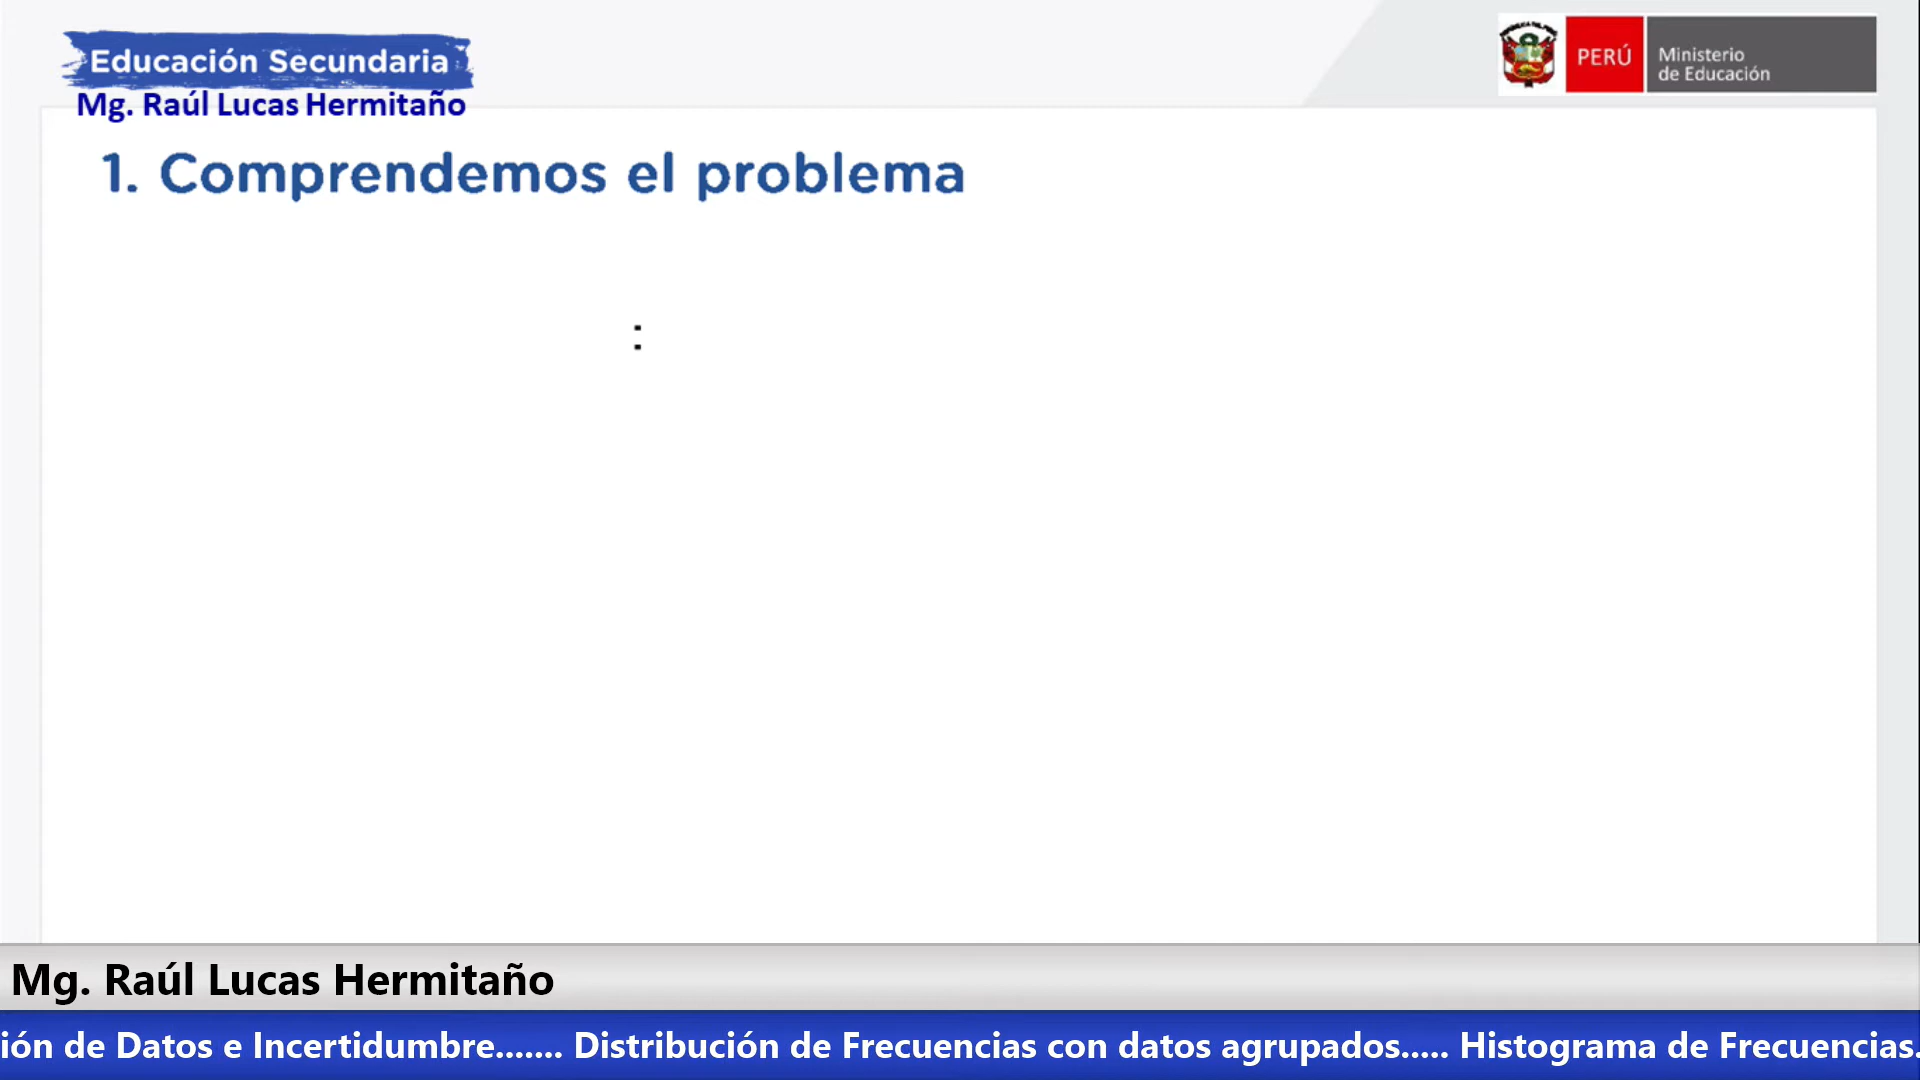 Educación Secundaria
Mg. Raúl Lucas Hermitaño
PERÚ
Ministerio
de Educación
1. Comprendemos el problema
:
Mg. Raúl Lucas Hermitaño
ión de Datos e Incertidumbre....... Distribución de Frecuencias con datos agrupados..... Histograma de Frecuencias.